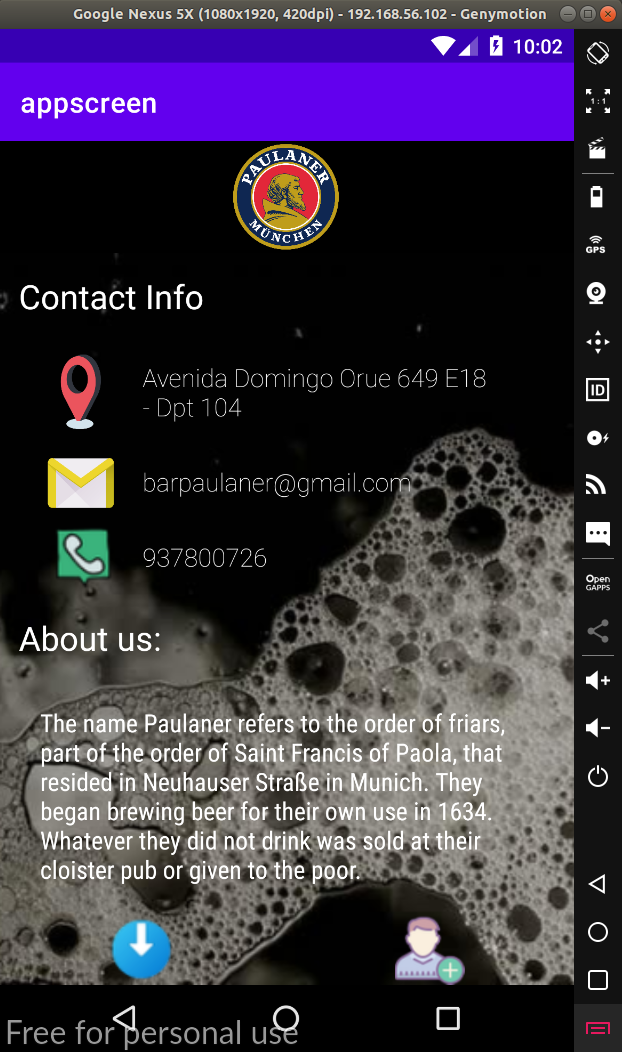 Google Nexus 5X (1080x1920, 420dpi) - 192.168.56.102 - Genymotion
10:02
appscreen
PAULANER
MÜNCHEN
Contact Info
Avenida Domingo Orue 649 E18
- Dpt 104
barpaulaner@gmail.com
937800726
About us:
The name Paulaner refers to the order of friars,
part of the order of Saint Francis of Paola, that
resided in Neuhauser Straße in Munich. They
began brewing beer for their own use in 1634.
Whatever they did not drink was sold at their
cloister pub or given to the poor.
Free for personal use
1:1
GPS
ID
Open
GAPPS